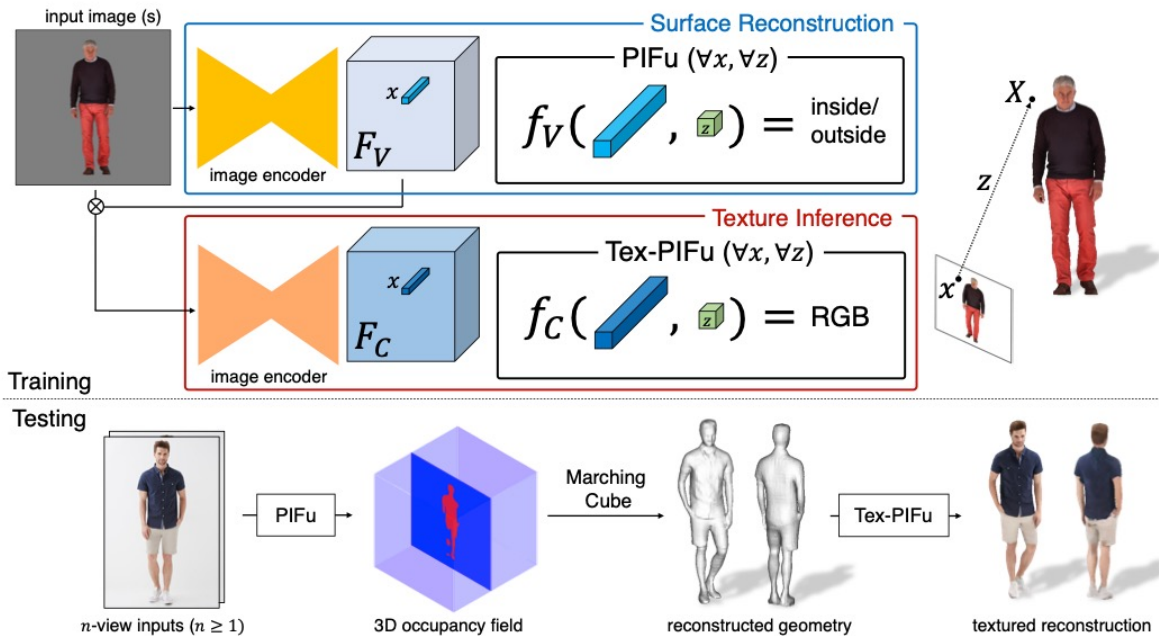 input image (s)
Surface Reconstruction
PIFu (∀x, ∀z)
x
F_V
f_V( , z ) = inside/
outside
image encoder
X
z
x
Texture Inference
Tex-PIFu (∀x, ∀z)
x
F_C
f_C( , z ) = RGB
image encoder
Training
Testing
PIFu
Marching
Cube
Tex-PIFu
n-view inputs (n ≥ 1)
3D occupancy field
reconstructed geometry
textured reconstruction